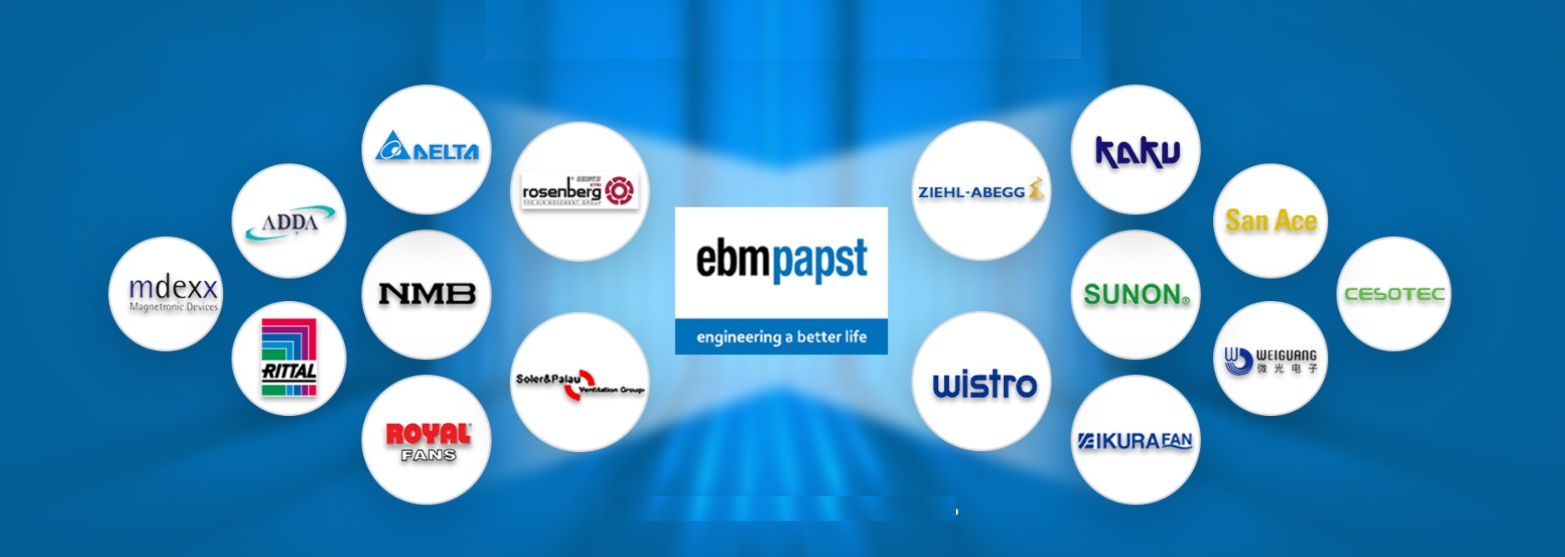 DELTA
rosenberg
THE AIR MOVEMENT GROUP
ADDA
mdexx
Magnetronic Devices
NMB
RITTAL
Soler&Palau
Ventilation Group
ROYAL
FANS
ebmpapst
engineering a better life
ZIEHL-ABEGG
KAKU
San Ace
SUNON®
CESOTEC
WEIGUANG
微光电子
wistro
IKURA FAN